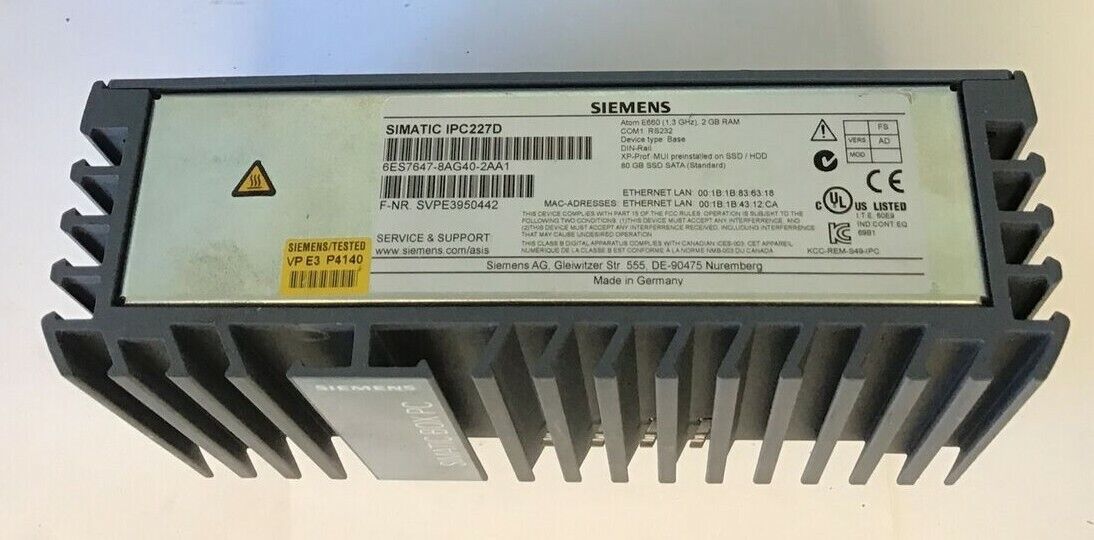 SIEMENS
SIMATIC IPC227D
6ES7647-8AG40-2AA1
F-NR. SVPE3950442
Atom E660 (1,3 GHz), 2 GB RAM
COM1 RS232
Device type: Base
DIN-Rail
XP-Prof. MUI preinstalled on SSD / HDD
80 GB SSD SATA (Standard)
FS
VERS AD
MOD
ETHERNET LAN 00:1B:1B:83:63:18
MAC-ADRESSES: ETHERNET LAN 00:1B:1B:43:12:CA
THIS DEVICE COMPLIES WITH PART 15 OF THE FCC RULES. OPERATION IS SUBJECT TO THE
FOLLOWING TWO CONDITIONS: (1)THIS DEVICE MUST ACCEPT ANY INTERFERENCE, AND
(2)THIS DEVICE MUST ACCEPT ANY INTERFERENCE RECEIVED, INCLUDING INTERFERENCE
THAT MAY CAUSE UNDESIRED OPERATION
THIS CLASS B DIGITAL APPARATUS COMPLIES WITH CANADIAN ICES-003. CET APPAREIL
NUMÉRIQUE DE LA CLASSE B EST CONFORME À LA NORME NMB-003 DU CANADA.
SERVICE & SUPPORT
www.siemens.com/asis
N
CE
C UL US LISTED
I.T.E. 60E9
IND.CONT.EQ
69B1
KCC-REM-S49-IPC
Siemens AG, Gleiwitzer Str. 555, DE-90475 Nuremberg
Made in Germany
SIEMENS/TESTED
VP E3 P4140
SIEMENS
SIMATIC BOX PC